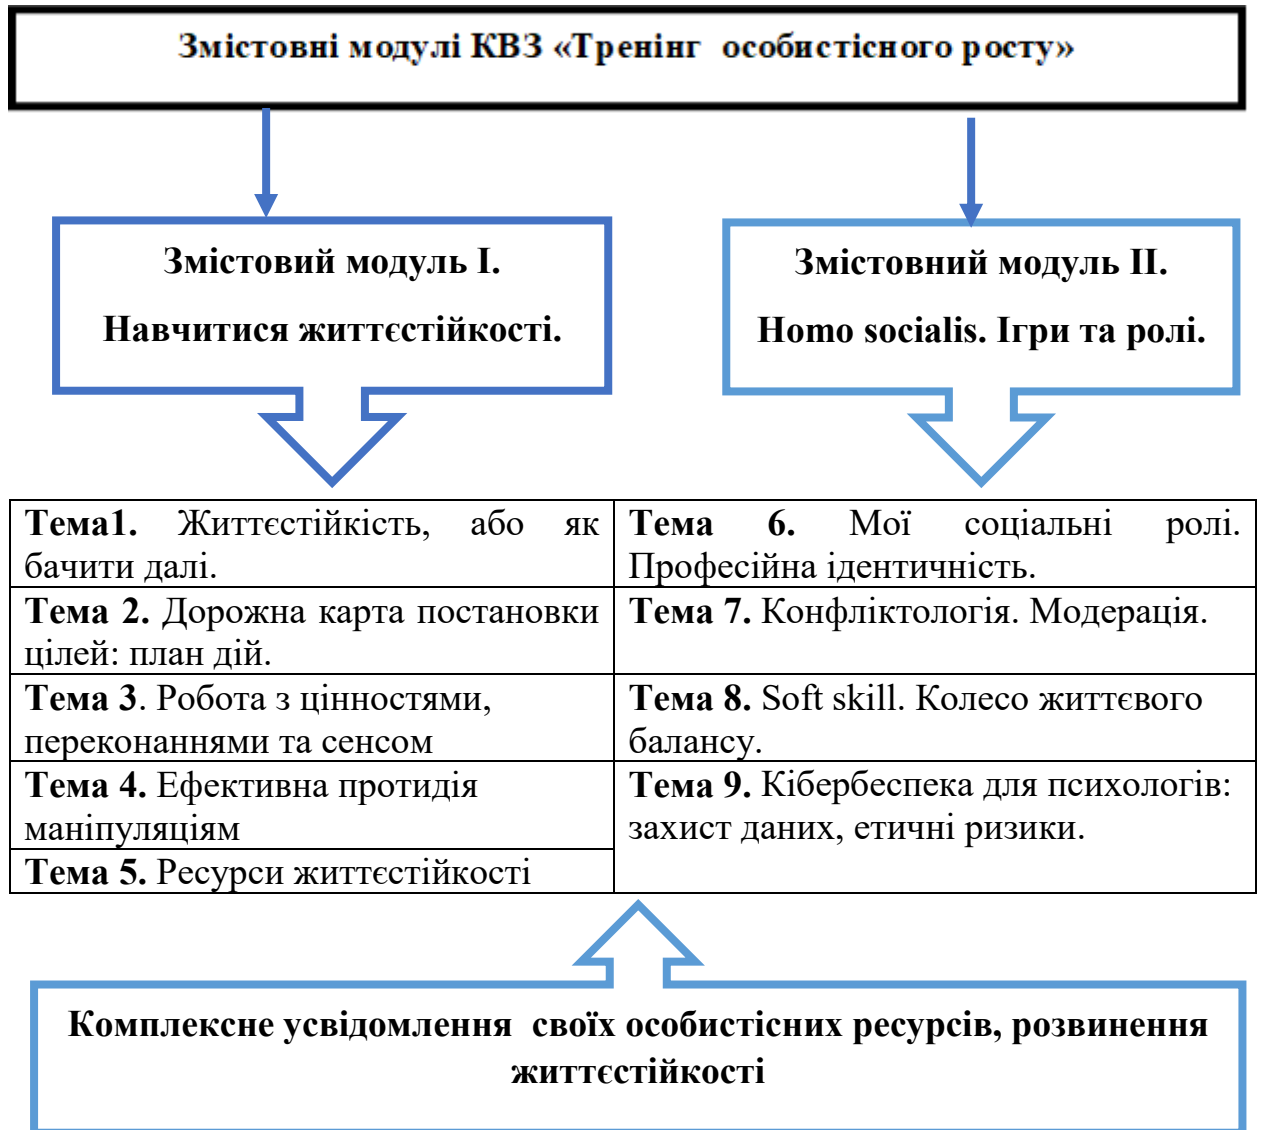 Змістовні модулі КВЗ «Тренінг особистісного росту»
Змістовий модуль І.
Навчитися життєстійкості.
Змістовний модуль ІІ.
Homo socialis. Ігри та ролі.
Тема1. Життєстійкість, або як
бачити далі.
Тема 6. Мої соціальні ролі.
Професійна ідентичність.
Тема 2. Дорожна карта постановки
цілей: план дій.
Тема 7. Конфліктологія. Модерація.
Тема 3. Робота з цінностями,
переконаннями та сенсом
Тема 8. Soft skill. Колесо життєвого
балансу.
Тема 4. Ефективна протидія
маніпуляціям
Тема 9. Кібербеспека для психологів:
захист даних, етичні ризики.
Тема 5. Ресурси життєстійкості
Комплексне усвідомлення своїх особистісних ресурсів, розвинення
життєстійкості